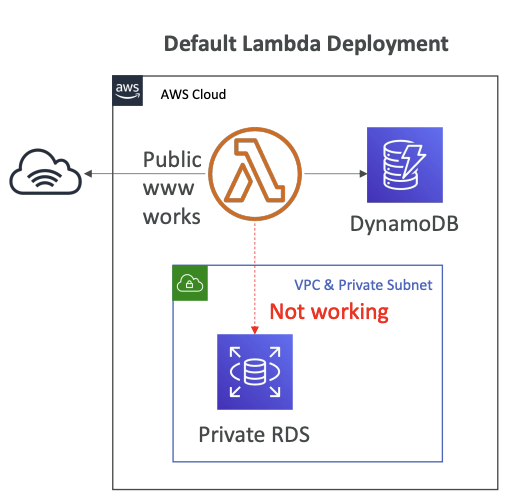 Default Lambda Deployment
aws
AWS Cloud
Public
www
works
DynamoDB
VPC & Private Subnet
Not working
Private RDS